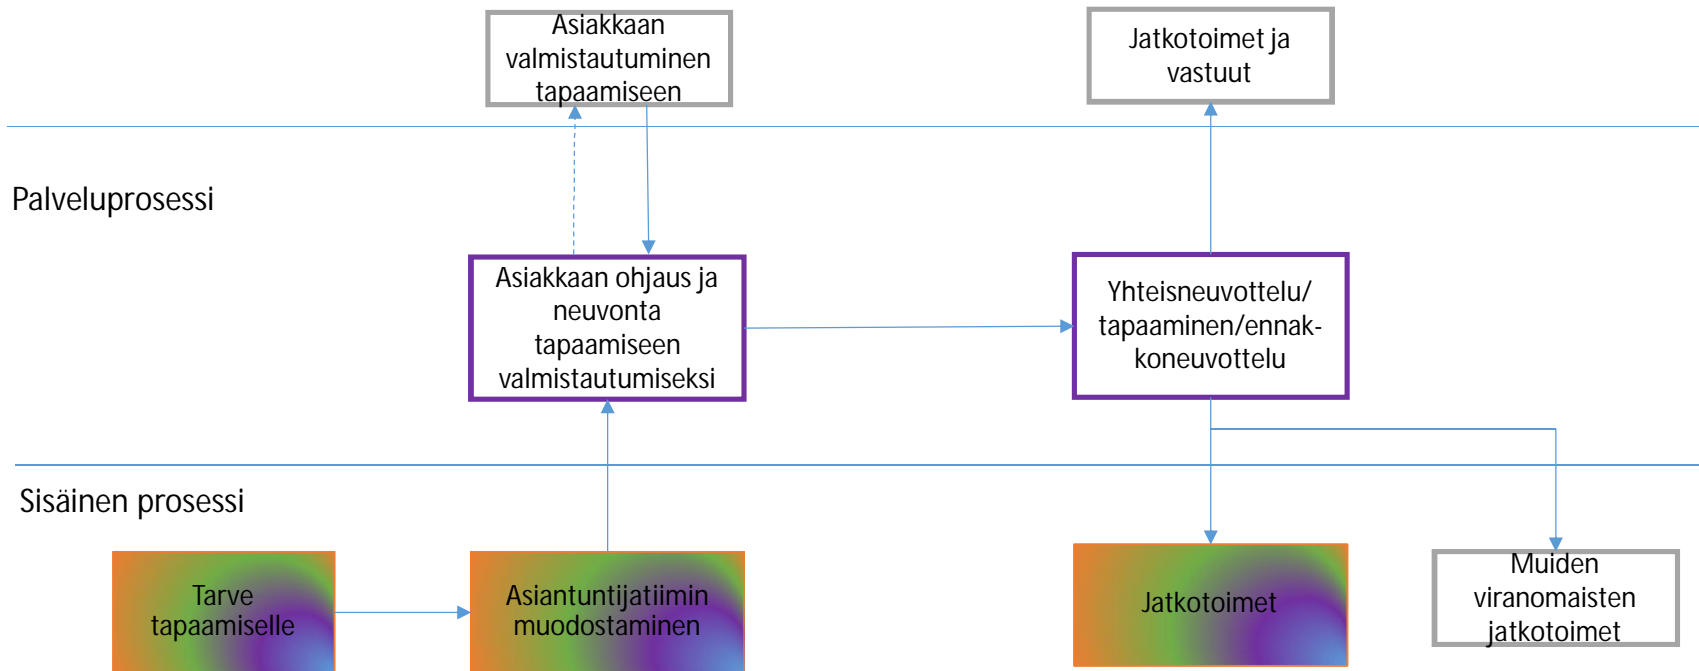 Asiakkaan
valmistautuminen
tapaamiseen
Jatkotoimet ja
vastuut
Palveluprosessi
Asiakkaan ohjaus ja
neuvonta
tapaamiseen
valmistautumiseksi
Yhteisneuvottelu/
tapaaminen/ennak-
koneuvottelu
Sisäinen prosessi
Tarve
tapaamiselle
Asiantuntijatiimin
muodostaminen
Jatkotoimet
Muiden
viranomaisten
jatkotoimet